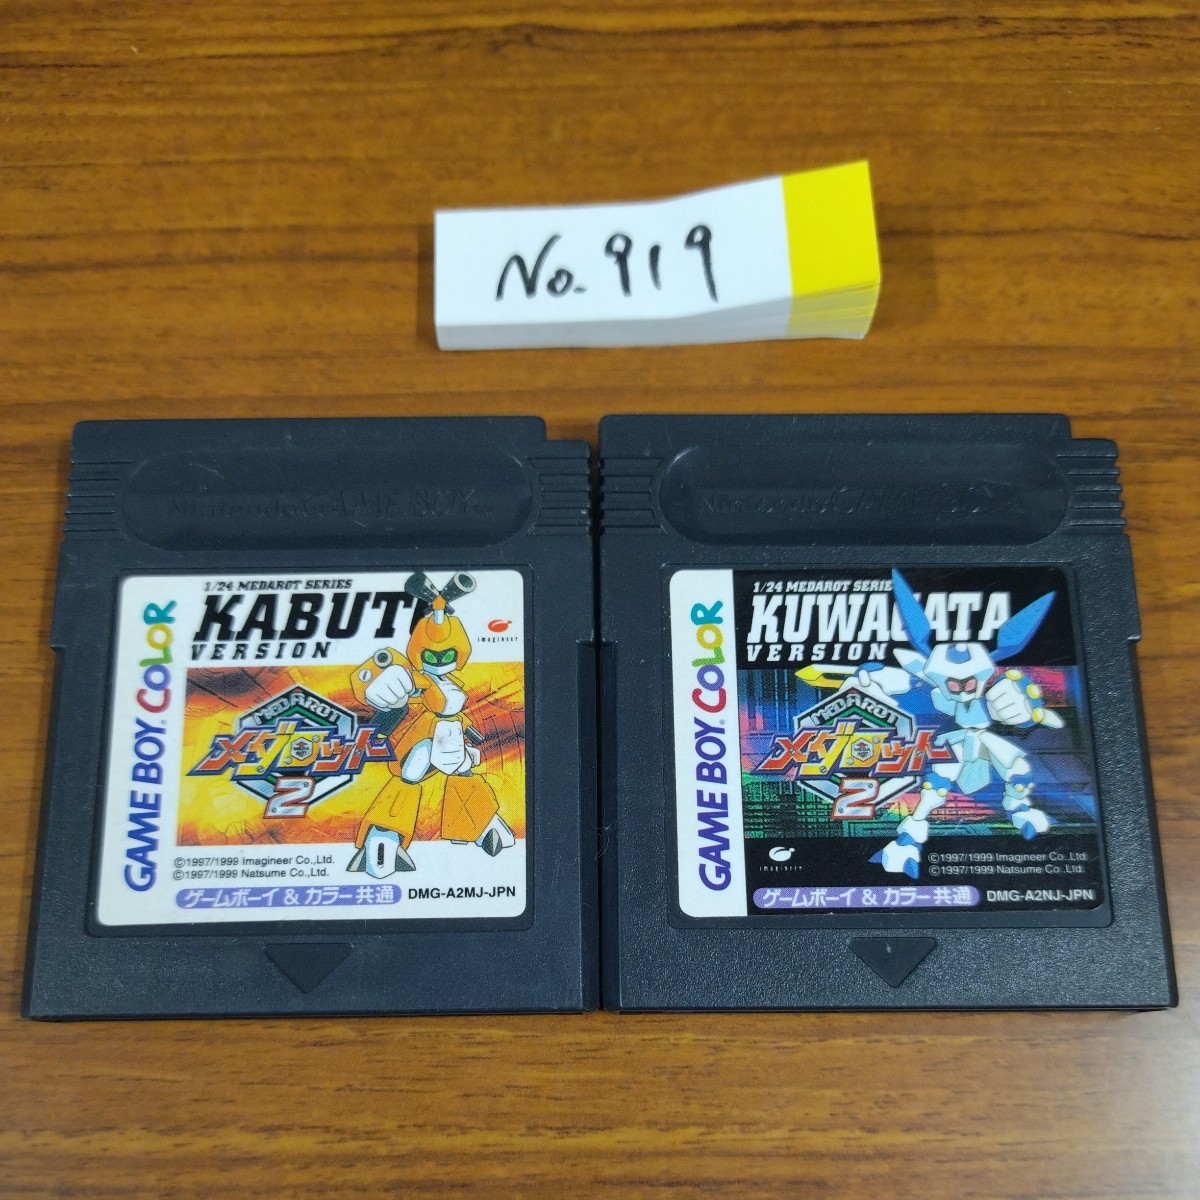 No. 919
Nintendo GAME BOY
1/24 MEDAROT SERIES
KABUTO
VERSION
imagineer
GAME BOY COLOR
MEDAROT
メダロット
2
©1997/1999 Imagineer Co.,Ltd.
©1997/1999 Natsume Co.,Ltd.
ゲームボーイ&カラー共通 DMG-A2MJ-JPN
Nintendo GAME BOY
1/24 MEDAROT SERIES
KUWAGATA
VERSION
GAME BOY COLOR
MEDAROT
メダロット
2
imagineer
©1997/1999 Imagineer Co.,Ltd.
©1997/1999 Natsume Co.,Ltd.
ゲームボーイ&カラー共通 DMG-A2NJ-JPN